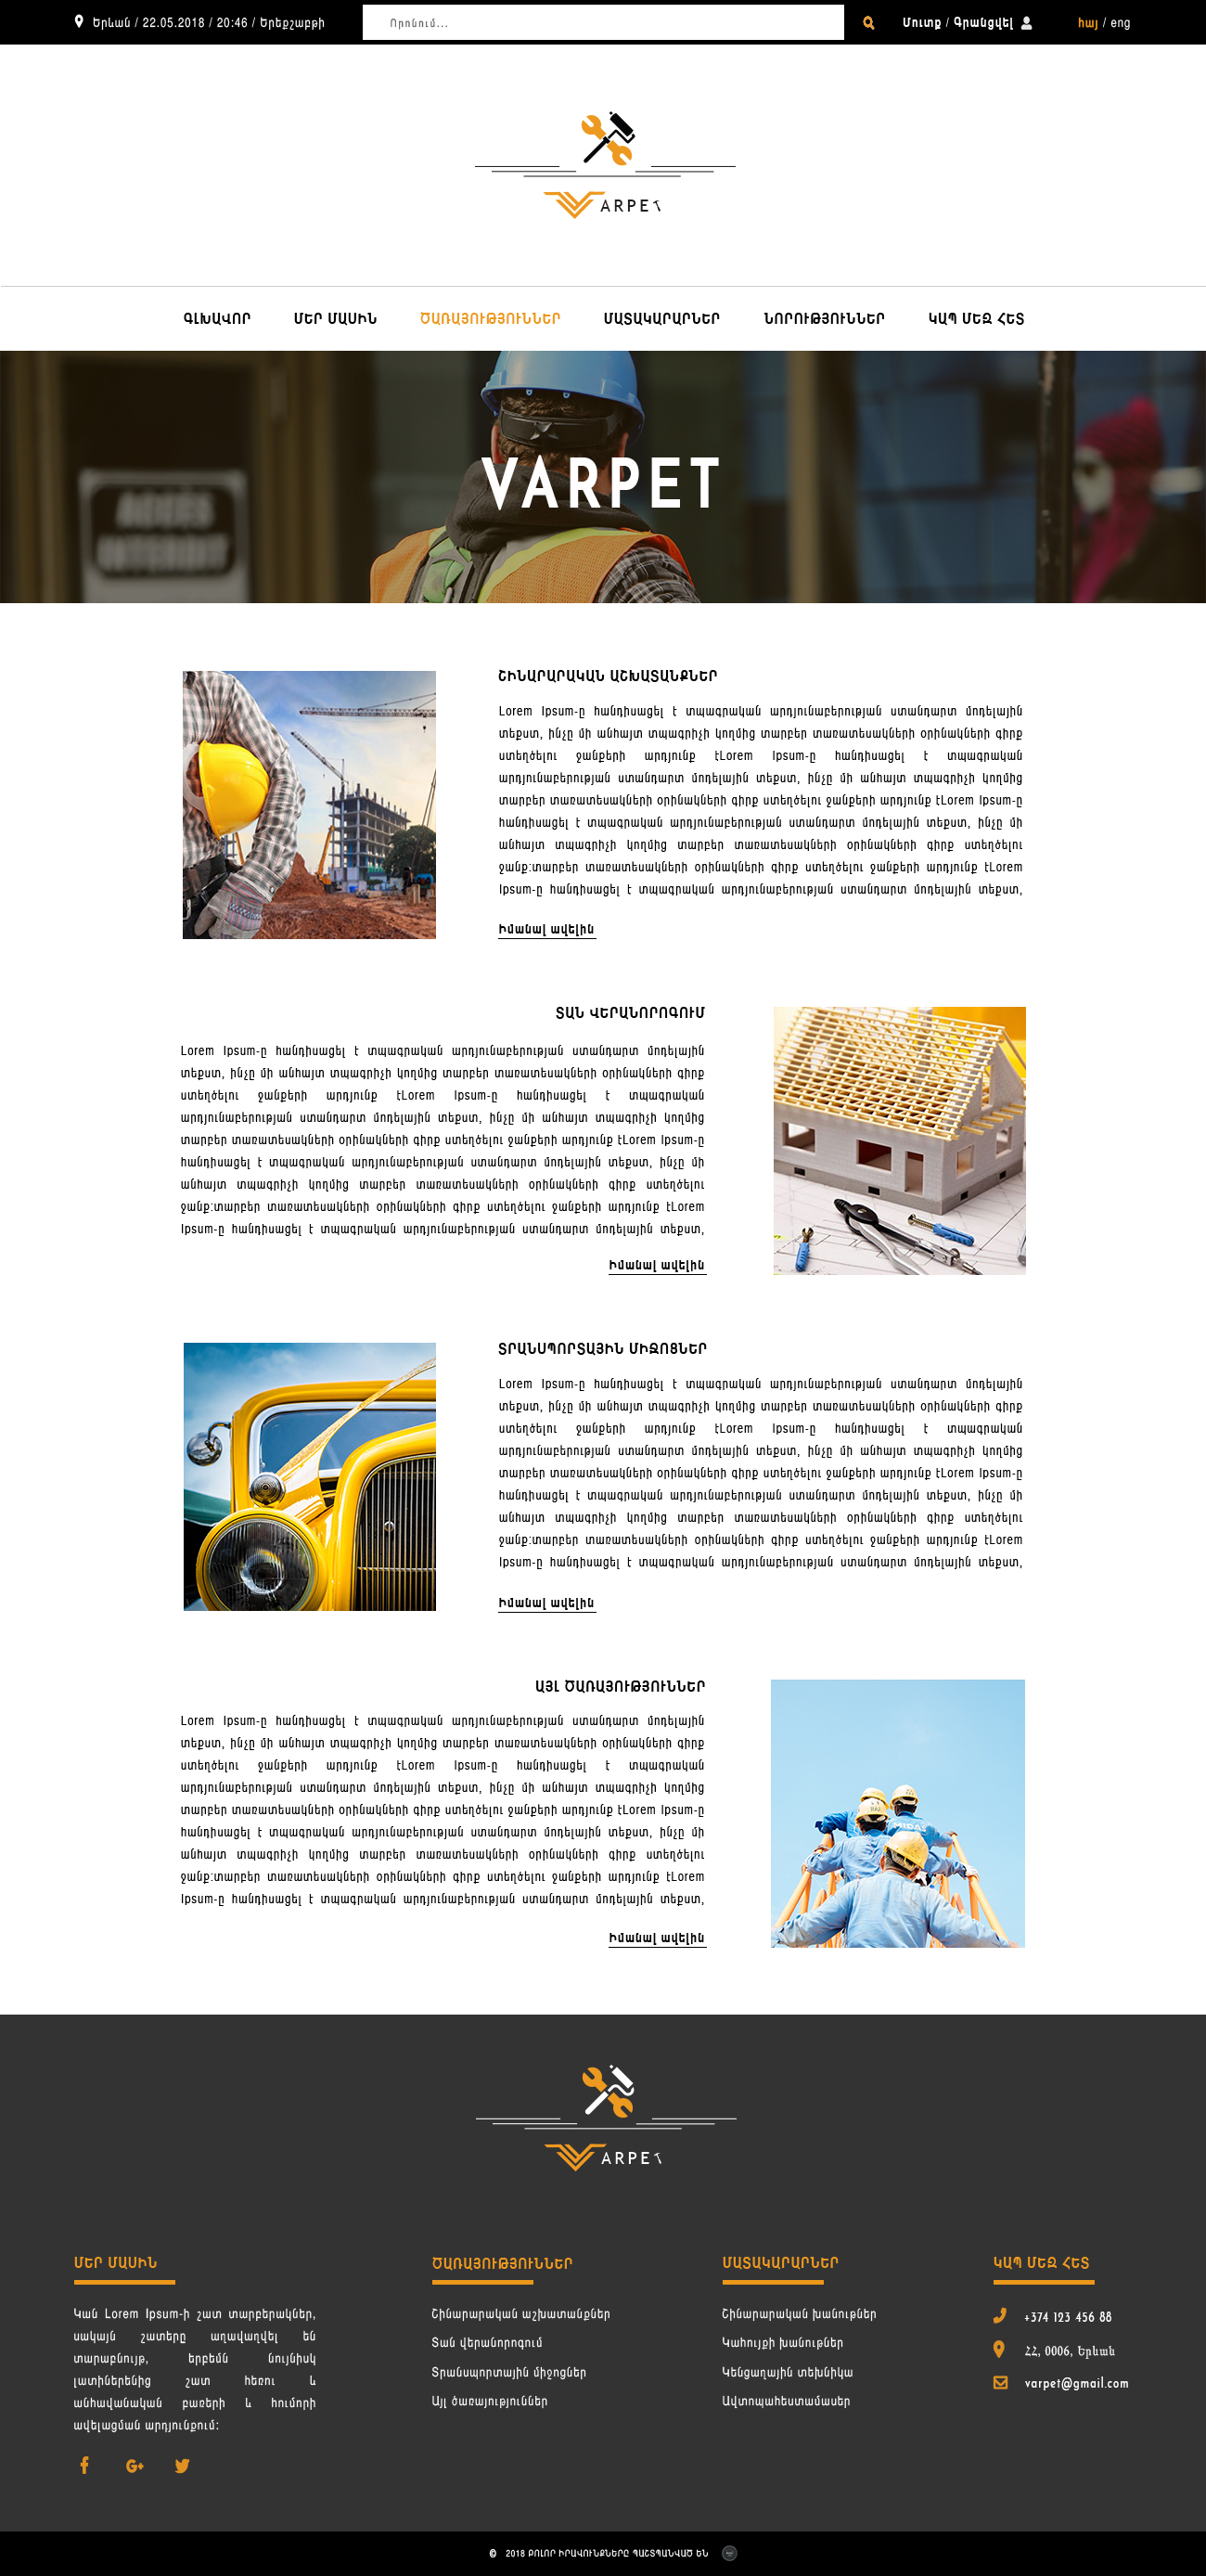 Երևան / 22.05.2018 / 20:46 / Երեքշաբթի
Որոնում...
Մուտք / Գրանցվել
հայ / eng
VARPET
ԳԼԽԱՎՈՐ
ՄԵՐ ՄԱՍԻՆ
ԾԱՌԱՅՈՒԹՅՈՒՆՆԵՐ
ՄԱՏԱԿԱՐԱՐՆԵՐ
ՆՈՐՈՒԹՅՈՒՆՆԵՐ
ԿԱՊ ՄԵԶ ՀԵՏ
VARPET
ՇԻՆԱՐԱՐԱԿԱՆ ԱՇԽԱՏԱՆՔՆԵՐ
Lorem Ipsum-ը հանդիսացել է տպագրական արդյունաբերության ստանդարտ մոդելային
տեքստ, ինչը մի անհայտ տպագրիչի կողմից տարբեր տառատեսակների օրինակների գիրք
ստեղծելու ջանքերի արդյունք էLorem Ipsum-ը հանդիսացել է տպագրական
արդյունաբերության ստանդարտ մոդելային տեքստ, ինչը մի անհայտ տպագրիչի կողմից
տարբեր տառատեսակների օրինակների գիրք ստեղծելու ջանքերի արդյունք էLorem Ipsum-ը
հանդիսացել է տպագրական արդյունաբերության ստանդարտ մոդելային տեքստ, ինչը մի
անհայտ տպագրիչի կողմից տարբեր տառատեսակների օրինակների գիրք ստեղծելու
ջանք:տարբեր տառատեսակների օրինակների գիրք ստեղծելու ջանքերի արդյունք էLorem
Ipsum-ը հանդիսացել է տպագրական արդյունաբերության ստանդարտ մոդելային տեքստ,
Իմանալ ավելին
ՏԱՆ ՎԵՐԱՆՈՐՈԳՈՒՄ
Lorem Ipsum-ը հանդիսացել է տպագրական արդյունաբերության ստանդարտ մոդելային
տեքստ, ինչը մի անհայտ տպագրիչի կողմից տարբեր տառատեսակների օրինակների գիրք
ստեղծելու ջանքերի արդյունք էLorem Ipsum-ը հանդիսացել է տպագրական
արդյունաբերության ստանդարտ մոդելային տեքստ, ինչը մի անհայտ տպագրիչի կողմից
տարբեր տառատեսակների օրինակների գիրք ստեղծելու ջանքերի արդյունք էLorem Ipsum-ը
հանդիսացել է տպագրական արդյունաբերության ստանդարտ մոդելային տեքստ, ինչը մի
անհայտ տպագրիչի կողմից տարբեր տառատեսակների օրինակների գիրք ստեղծելու
ջանք:տարբեր տառատեսակների օրինակների գիրք ստեղծելու ջանքերի արդյունք էLorem
Ipsum-ը հանդիսացել է տպագրական արդյունաբերության ստանդարտ մոդելային տեքստ,
Իմանալ ավելին
ՏՐԱՆՍՊՈՐՏԱՅԻՆ ՄԻՋՈՑՆԵՐ
Lorem Ipsum-ը հանդիսացել է տպագրական արդյունաբերության ստանդարտ մոդելային
տեքստ, ինչը մի անհայտ տպագրիչի կողմից տարբեր տառատեսակների օրինակների գիրք
ստեղծելու ջանքերի արդյունք էLorem Ipsum-ը հանդիսացել է տպագրական
արդյունաբերության ստանդարտ մոդելային տեքստ, ինչը մի անհայտ տպագրիչի կողմից
տարբեր տառատեսակների օրինակների գիրք ստեղծելու ջանքերի արդյունք էLorem Ipsum-ը
հանդիսացել է տպագրական արդյունաբերության ստանդարտ մոդելային տեքստ, ինչը մի
անհայտ տպագրիչի կողմից տարբեր տառատեսակների օրինակների գիրք ստեղծելու
ջանք:տարբեր տառատեսակների օրինակների գիրք ստեղծելու ջանքերի արդյունք էLorem
Ipsum-ը հանդիսացել է տպագրական արդյունաբերության ստանդարտ մոդելային տեքստ,
Իմանալ ավելին
ԱՅԼ ԾԱՌԱՅՈՒԹՅՈՒՆՆԵՐ
Lorem Ipsum-ը հանդիսացել է տպագրական արդյունաբերության ստանդարտ մոդելային
տեքստ, ինչը մի անհայտ տպագրիչի կողմից տարբեր տառատեսակների օրինակների գիրք
ստեղծելու ջանքերի արդյունք էLorem Ipsum-ը հանդիսացել է տպագրական
արդյունաբերության ստանդարտ մոդելային տեքստ, ինչը մի անհայտ տպագրիչի կողմից
տարբեր տառատեսակների օրինակների գիրք ստեղծելու ջանքերի արդյունք էLorem Ipsum-ը
հանդիսացել է տպագրական արդյունաբերության ստանդարտ մոդելային տեքստ, ինչը մի
անհայտ տպագրիչի կողմից տարբեր տառատեսակների օրինակների գիրք ստեղծելու
ջանք:տարբեր տառատեսակների օրինակների գիրք ստեղծելու ջանքերի արդյունք էLorem
Ipsum-ը հանդիսացել է տպագրական արդյունաբերության ստանդարտ մոդելային տեքստ,
Իմանալ ավելին
VARPET
ՄԵՐ ՄԱՍԻՆ
Կան Lorem Ipsum-ի շատ տարբերակներ,
սակայն շատերը աղավաղվել են
տարաբնույթ, երբեմն նույնիսկ
լատիներենից շատ հեռու և
անհավանական բառերի և հումորի
ավելացման արդյունքում:
ԾԱՌԱՅՈՒԹՅՈՒՆՆԵՐ
Շինարարական աշխատանքներ
Տան վերանորոգում
Տրանսպորտային միջոցներ
Այլ ծառայություններ
ՄԱՏԱԿԱՐԱՐՆԵՐ
Շինարարական խանութներ
Կահույքի խանութներ
Կենցաղային տեխնիկա
Ավտոպահեստամասեր
ԿԱՊ ՄԵԶ ՀԵՏ
+374 123 456 88
ՀՀ, 0006, Երևան
varpet@gmail.com
© 2018 ԲՈԼՈՐ ԻՐԱՎՈՒՆՔՆԵՐԸ ՊԱՇՏՊԱՆՎԱԾ ԵՆ